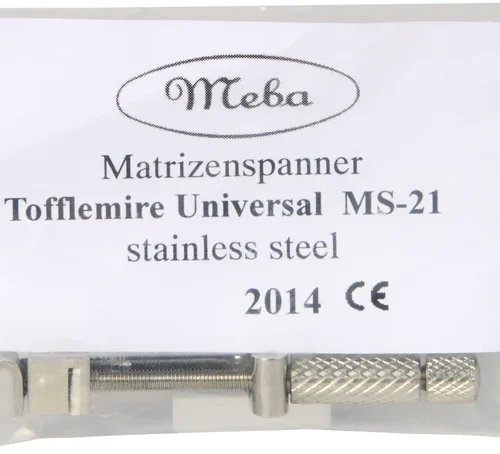 Meba
Matrizenspanner
Tofflemire Universal MS-21
stainless steel
2014 CE